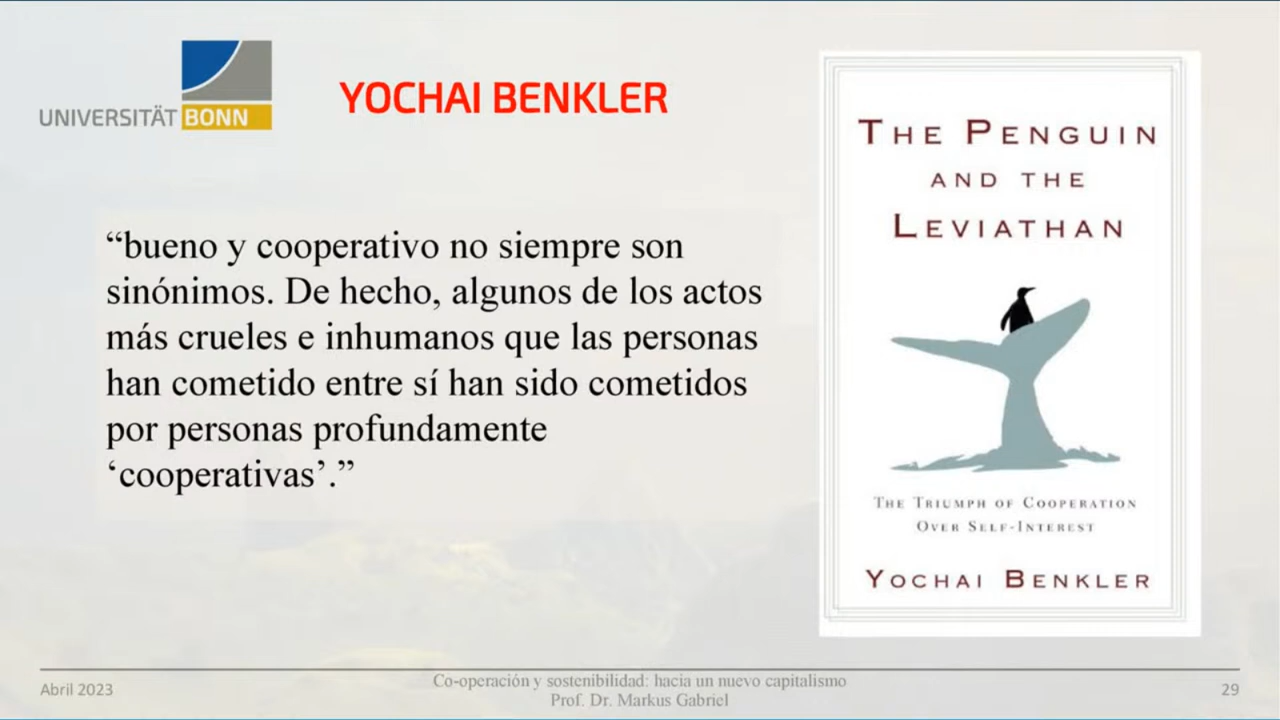 UNIVERSITÄT BONN
YOCHAI BENKLER
“bueno y cooperativo no siempre son
sinónimos. De hecho, algunos de los actos
más crueles e inhumanos que las personas
han cometido entre sí han sido cometidos
por personas profundamente
‘cooperativas’.”
THE PENGUIN
AND THE
LEVIATHAN
THE TRIUMPH OF COOPERATION
OVER SELF-INTEREST
YOCHAI BENKLER
Abril 2023
Co-operación y sostenibilidad: hacia un nuevo capitalismo
Prof. Dr. Markus Gabriel
29